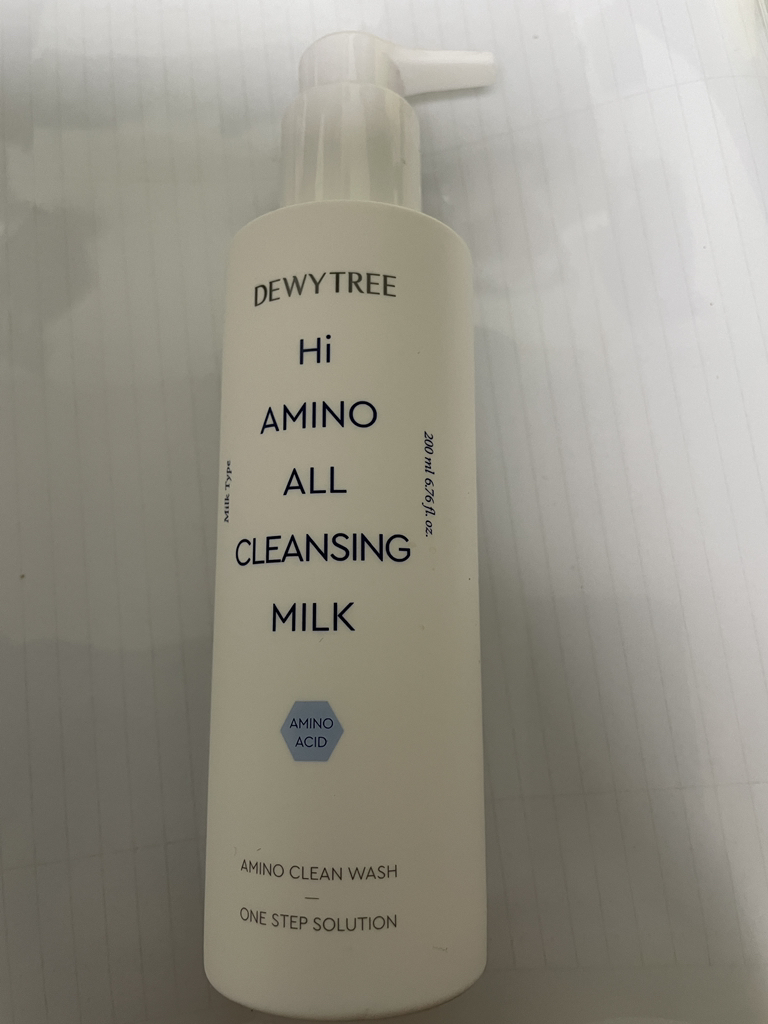 DEWYTREE
Hi
AMINO
ALL
CLEANSING
MILK
Milk Type
200 ml 6.76 fl. oz.
AMINO
ACID
AMINO CLEAN WASH
—
ONE STEP SOLUTION